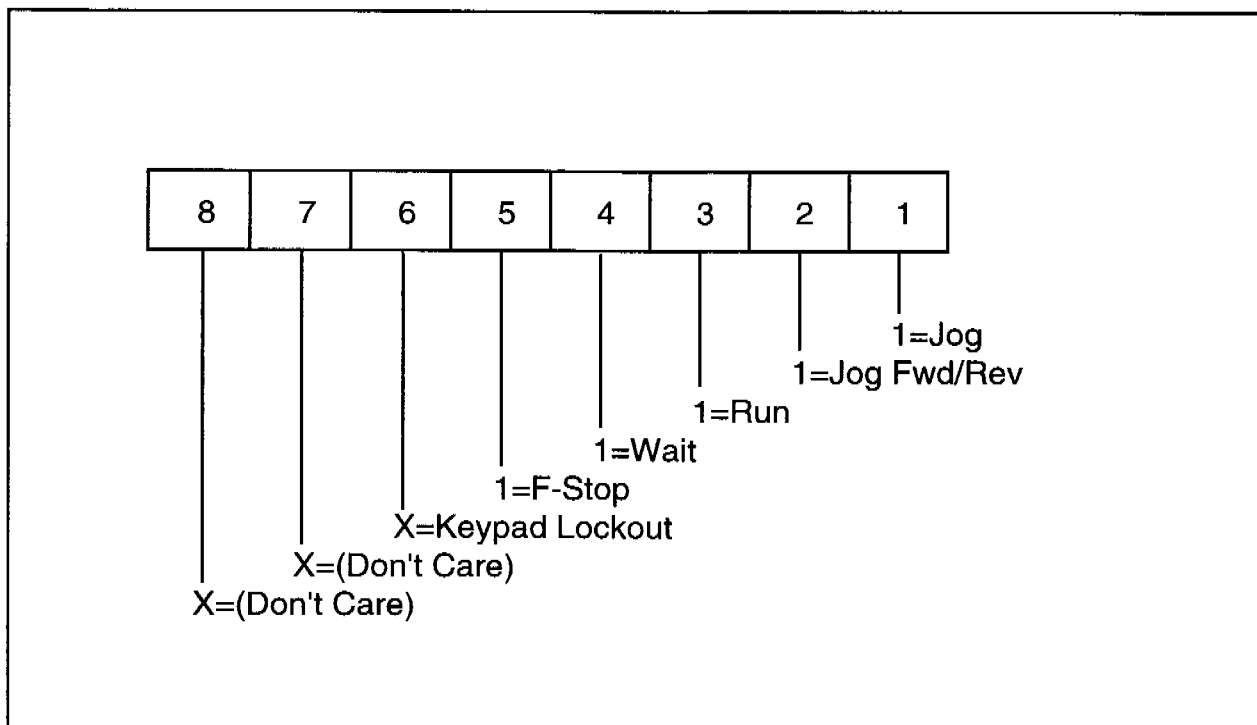 8 7 6 5 4 3 2 1
1=Jog
1=Jog Fwd/Rev
1=Run
1=Wait
1=F-Stop
X=Keypad Lockout
X=(Don't Care)
X=(Don't Care)